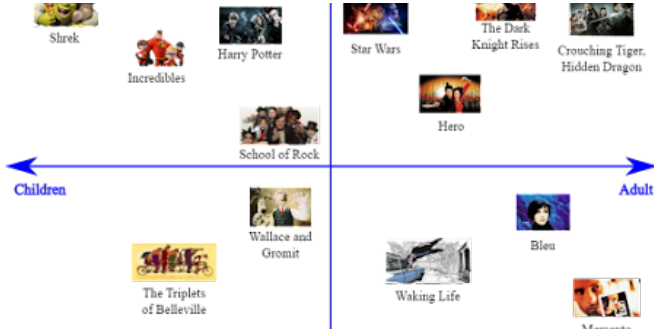 Shrek
Incredibles
Harry Potter
Star Wars
The Dark
Knight Rises
Crouching Tiger,
Hidden Dragon
Hero
School of Rock
Children
Adult
Wallace and
Gromit
Bleu
The Triplets
of Belleville
Waking Life
Memento